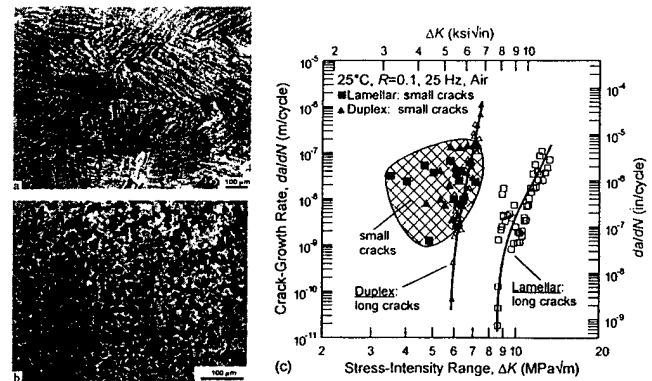 a
100 µm
b
100 µm
(c)
ΔK (ksi√in)
2 3 4 5 6 7 8 9 10
25°C, R=0.1, 25 Hz, Air
■ Lamellar: small cracks
▲ Duplex: small cracks
small
cracks
Duplex:
long cracks
Lamellar:
long cracks
Crack-Growth Rate, da/dN (m/cycle)
10⁻⁵
10⁻⁶
10⁻⁷
10⁻⁸
10⁻⁹
10⁻¹⁰
10⁻¹¹
da/dN (in/cycle)
10⁻⁴
10⁻⁵
10⁻⁶
10⁻⁷
10⁻⁸
10⁻⁹
2 3 4 5 6 7 8 9 10 20
Stress-Intensity Range, ΔK (MPa√m)